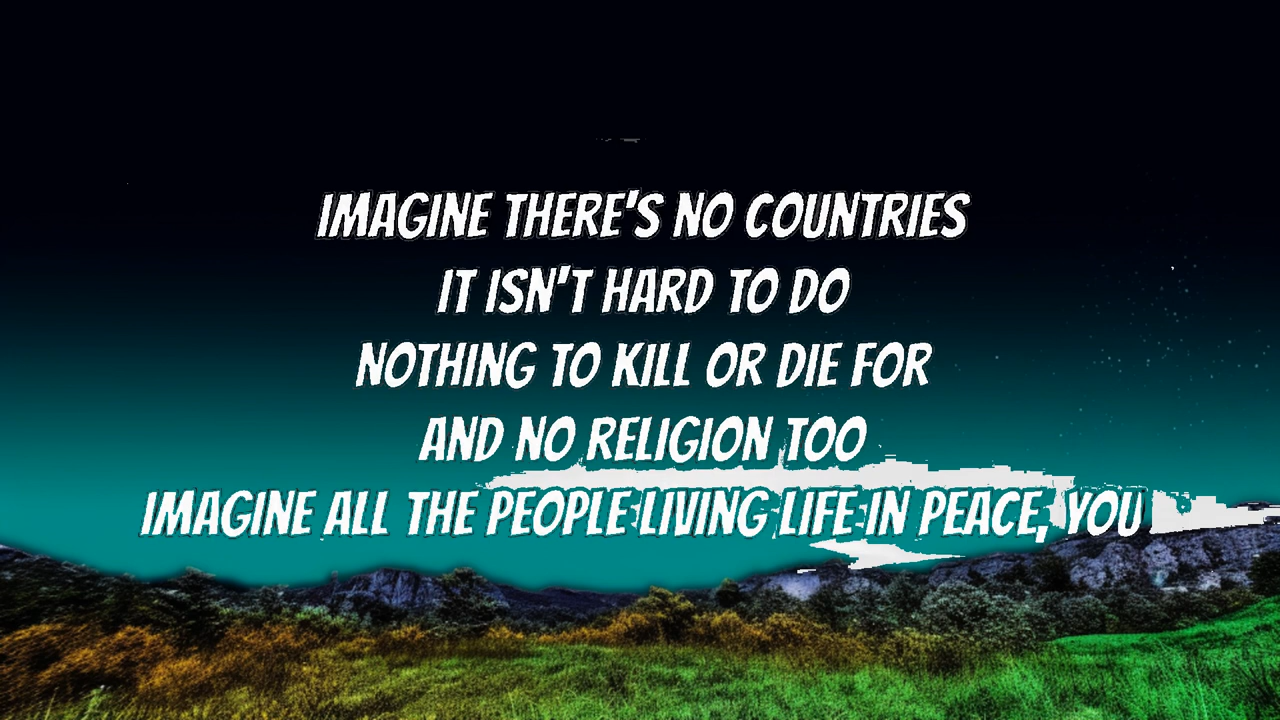 IMAGINE THERE'S NO COUNTRIES
IT ISN'T HARD TO DO
NOTHING TO KILL OR DIE FOR
AND NO RELIGION TOO
IMAGINE ALL THE PEOPLE LIVING LIFE IN PEACE, YOU